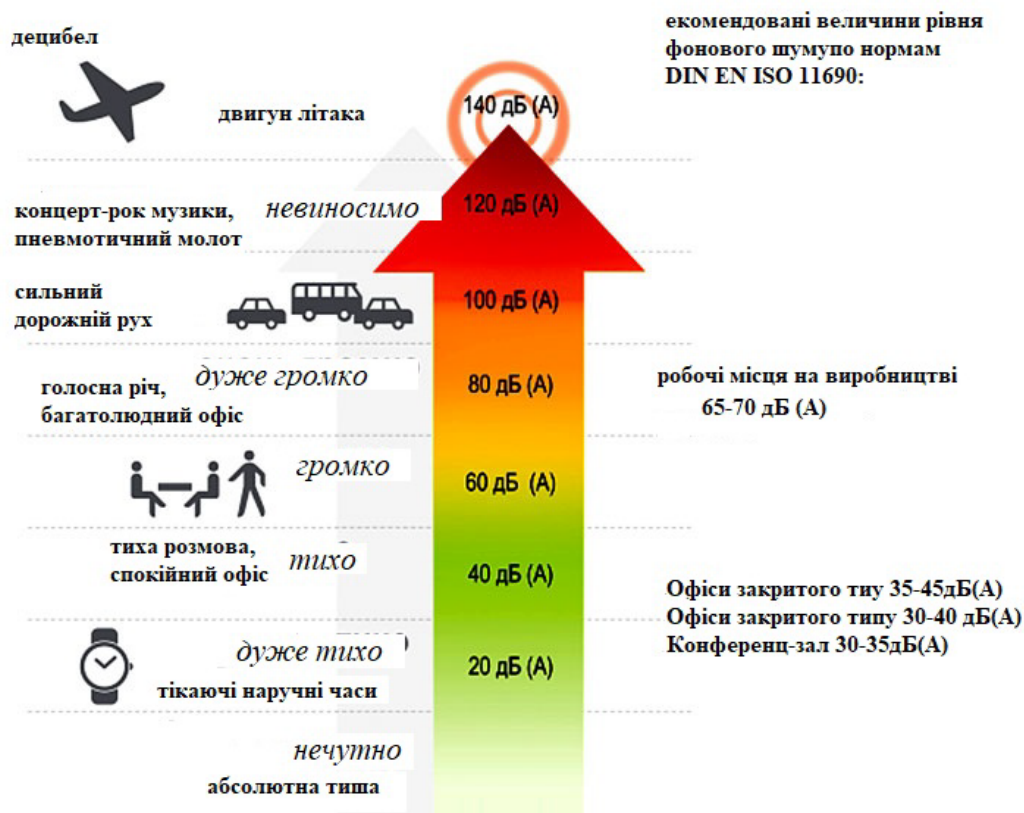 децибел
екомендовані величини рівня
фонового шумупо нормам
DIN EN ISO 11690:
двигун літака
140 дБ (А)
концерт-рок музики,
пневмотичний молот
невиносимо
120 дБ (А)
сильний
дорожній рух
100 дБ (А)
голосна річ,
багатолюдний офіс
дуже громко
80 дБ (А)
робочі місця на виробництві
65-70 дБ (А)
громко
60 дБ (А)
тиха розмова,
спокійний офіс
тихо
40 дБ (А)
Офіси закритого тиу 35-45дБ(А)
Офіси закритого типу 30-40 дБ(А)
Конференц-зал 30-35дБ(А)
дуже тихо
20 дБ (А)
тікаючі наручні часи
нечутно
абсолютна тиша